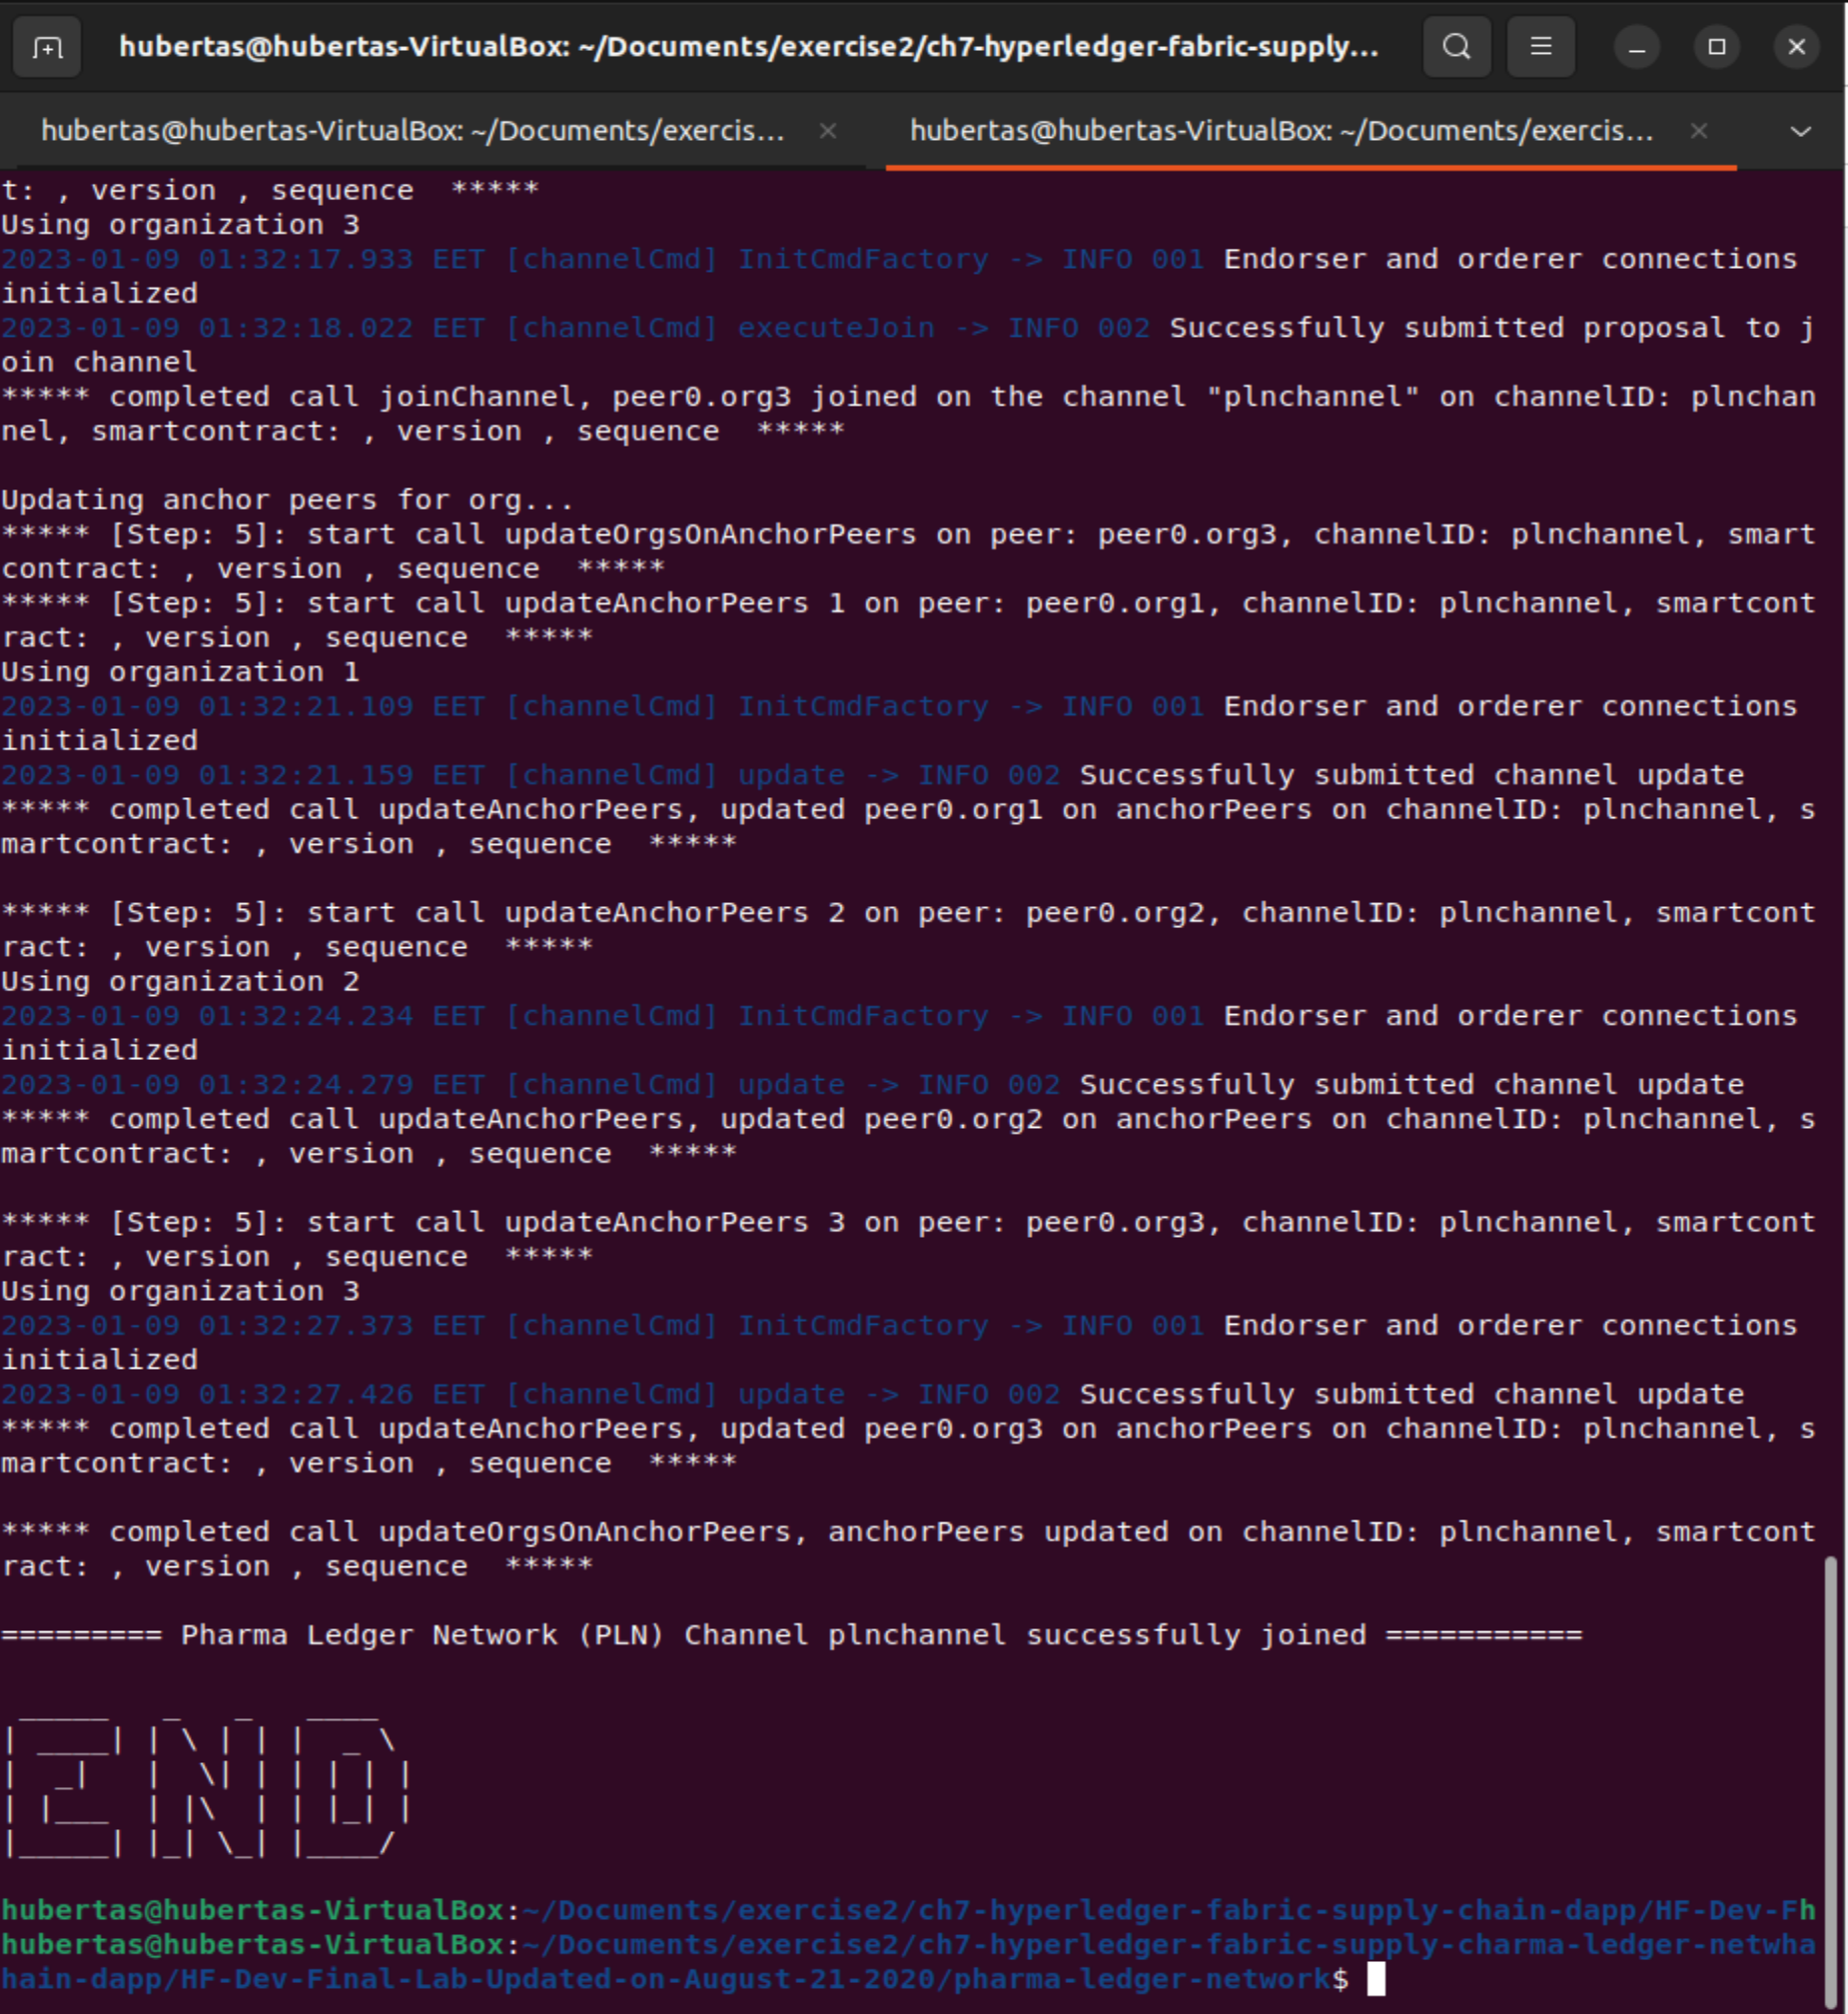 hubertas@hubertas-VirtualBox: ~/Documents/exercise2/ch7-hyperledger-fabric-supply...
hubertas@hubertas-VirtualBox: ~/Documents/exercis... × hubertas@hubertas-VirtualBox: ~/Documents/exercis... ×
t: , version , sequence  *****
Using organization 3
2023-01-09 01:32:17.933 EET [channelCmd] InitCmdFactory -> INFO 001 Endorser and orderer connections
initialized
2023-01-09 01:32:18.022 EET [channelCmd] executeJoin -> INFO 002 Successfully submitted proposal to j
oin channel
***** completed call joinChannel, peer0.org3 joined on the channel "plnchannel" on channelID: plnchan
nel, smartcontract: , version , sequence  *****

Updating anchor peers for org...
***** [Step: 5]: start call updateOrgsOnAnchorPeers on peer: peer0.org3, channelID: plnchannel, smart
contract: , version , sequence  *****
***** [Step: 5]: start call updateAnchorPeers 1 on peer: peer0.org1, channelID: plnchannel, smartcont
ract: , version , sequence  *****
Using organization 1
2023-01-09 01:32:21.109 EET [channelCmd] InitCmdFactory -> INFO 001 Endorser and orderer connections
initialized
2023-01-09 01:32:21.159 EET [channelCmd] update -> INFO 002 Successfully submitted channel update
***** completed call updateAnchorPeers, updated peer0.org1 on anchorPeers on channelID: plnchannel, s
martcontract: , version , sequence  *****

***** [Step: 5]: start call updateAnchorPeers 2 on peer: peer0.org2, channelID: plnchannel, smartcont
ract: , version , sequence  *****
Using organization 2
2023-01-09 01:32:24.234 EET [channelCmd] InitCmdFactory -> INFO 001 Endorser and orderer connections
initialized
2023-01-09 01:32:24.279 EET [channelCmd] update -> INFO 002 Successfully submitted channel update
***** completed call updateAnchorPeers, updated peer0.org2 on anchorPeers on channelID: plnchannel, s
martcontract: , version , sequence  *****

***** [Step: 5]: start call updateAnchorPeers 3 on peer: peer0.org3, channelID: plnchannel, smartcont
ract: , version , sequence  *****
Using organization 3
2023-01-09 01:32:27.373 EET [channelCmd] InitCmdFactory -> INFO 001 Endorser and orderer connections
initialized
2023-01-09 01:32:27.426 EET [channelCmd] update -> INFO 002 Successfully submitted channel update
***** completed call updateAnchorPeers, updated peer0.org3 on anchorPeers on channelID: plnchannel, s
martcontract: , version , sequence  *****

***** completed call updateOrgsOnAnchorPeers, anchorPeers updated on channelID: plnchannel, smartcont
ract: , version , sequence  *****

========= Pharma Ledger Network (PLN) Channel plnchannel successfully joined ===========

END

hubertas@hubertas-VirtualBox:~/Documents/exercise2/ch7-hyperledger-fabric-supply-chain-dapp/HF-Dev-Fh
hubertas@hubertas-VirtualBox:~/Documents/exercise2/ch7-hyperledger-fabric-supply-charma-ledger-netwha
hain-dapp/HF-Dev-Final-Lab-Updated-on-August-21-2020/pharma-ledger-network$